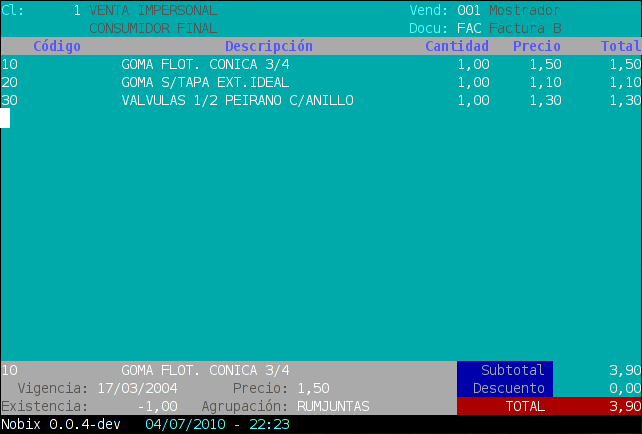 Cl: 1 VENTA IMPERSONAL Vend: 001 Mostrador
CONSUMIDOR FINAL Docu: FAC Factura B
Código Descripción Cantidad Precio Total
10 GOMA FLOT. CONICA 3/4 1,00 1,50 1,50
20 GOMA S/TAPA EXT.IDEAL 1,00 1,10 1,10
30 VALVULAS 1/2 PEIRANO C/ANILLO 1,00 1,30 1,30
10 GOMA FLOT. CONICA 3/4 Subtotal 3,90
Vigencia: 17/03/2004 Precio: 1,50 Descuento 0,00
Existencia: -1,00 Agrupación: RUMJUNTAS TOTAL 3,90
Nobix 0.0.4-dev 04/07/2010 - 22:23